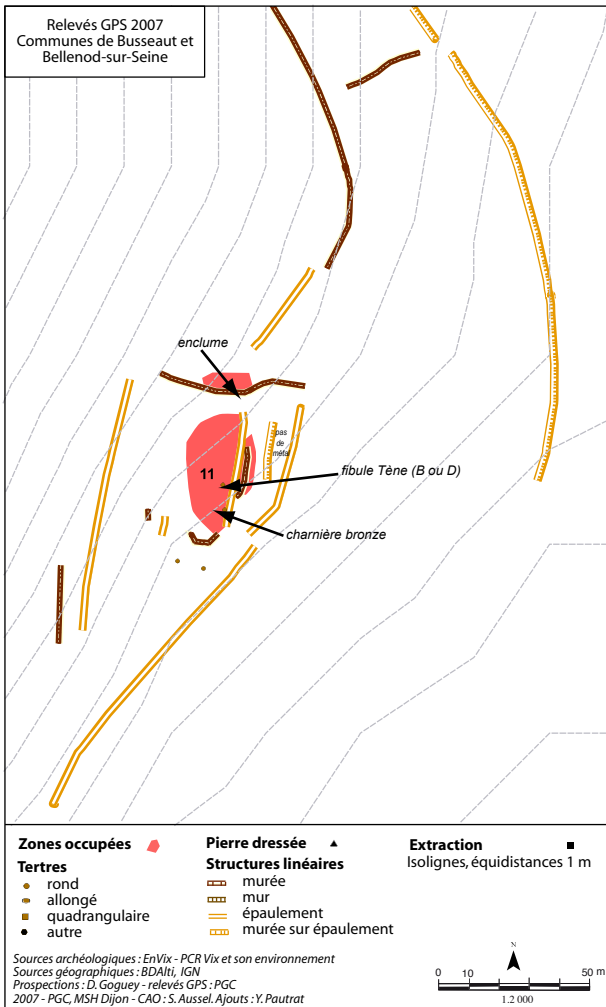 Relevés GPS 2007
Communes de Busseaut et
Bellenod-sur-Seine
enclume
pas
de
métal
11
fibule Tène (B ou D)
charnière bronze
Zones occupées
Tertres
rond
allongé
quadrangulaire
autre
Pierre dressée
Structures linéaires
murée
mur
épaulement
murée sur épaulement
Extraction
Isolignes, équidistances 1 m
Sources archéologiques : EnVix - PCR Vix et son environnement
Sources géographiques : BDAlti, IGN
Prospections : D. Goguey - relevés GPS : PGC
2007 - PGC, MSH Dijon - CAO : S. Aussel. Ajouts : Y. Pautrat
N
0 10 50 m
1.2 000